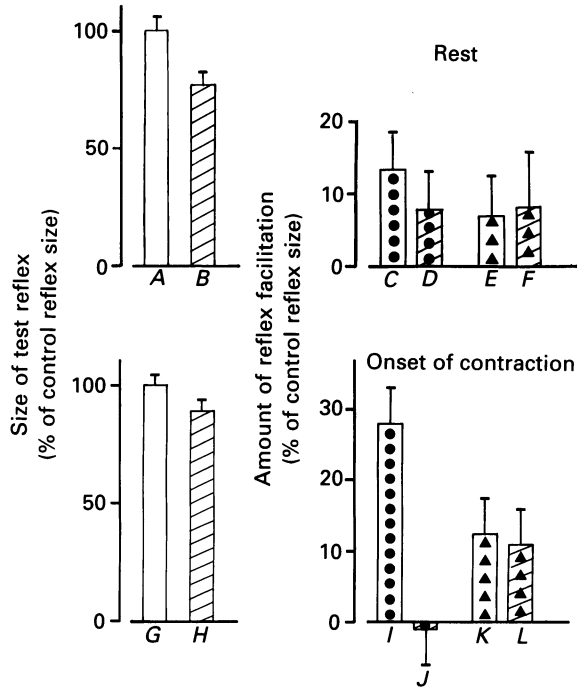 Size of test reflex
(% of control reflex size)
100
50
0
A
B
Amount of reflex facilitation
(% of control reflex size)
Rest
20
10
0
C
D
E
F
100
50
0
G
H
Onset of contraction
30
20
10
0
I
J
K
L